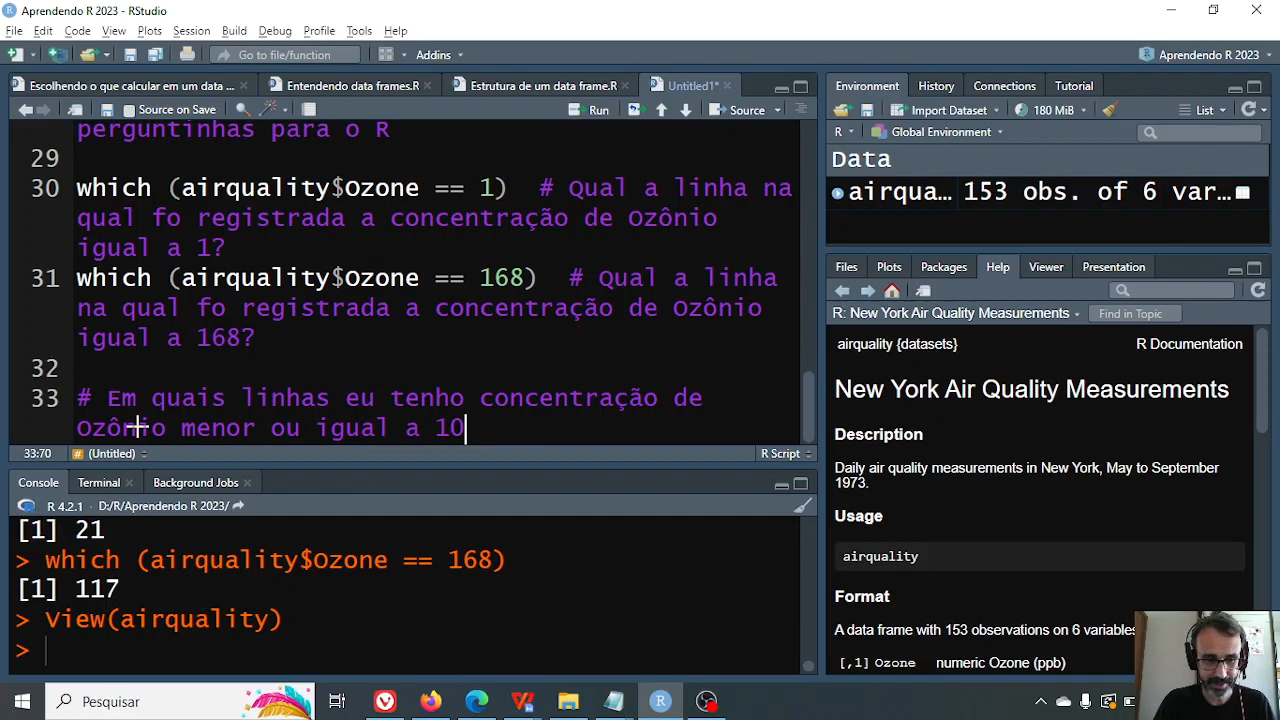 Aprendendo R 2023 - RStudio
File Edit Code View Plots Session Build Debug Profile Tools Help
Go to file/function Addins Aprendendo R 2023
Escolhendo o que calcular em um data ... Entendendo data frames.R Estrutura de um data frame.R Untitled1*
Source on Save Run Source
perguntinhas para o R
29
30 which (airquality$Ozone == 1) # Qual a linha na
qual fo registrada a concentração de Ozônio
igual a 1?
31 which (airquality$Ozone == 168) # Qual a linha
na qual fo registrada a concentração de Ozônio
igual a 168?
32
33 # Em quais linhas eu tenho concentração de
Ozônio menor ou igual a 10
33:70 # (Untitled) R Script
Console Terminal Background Jobs
R 4.2.1 · D:/R/Aprendendo R 2023/
[1] 21
> which (airquality$Ozone == 168)
[1] 117
> View(airquality)
>
Environment History Connections Tutorial
Import Dataset 180 MiB List
R Global Environment
Data
airqua... 153 obs. of 6 var...
Files Plots Packages Help Viewer Presentation
R: New York Air Quality Measurements Find in Topic
airquality {datasets} R Documentation
New York Air Quality Measurements
Description
Daily air quality measurements in New York, May to September
1973.
Usage
airquality
Format
A data frame with 153 observations on 6 variables
[,1] Ozone numeric Ozone (ppb)
Pesquisar